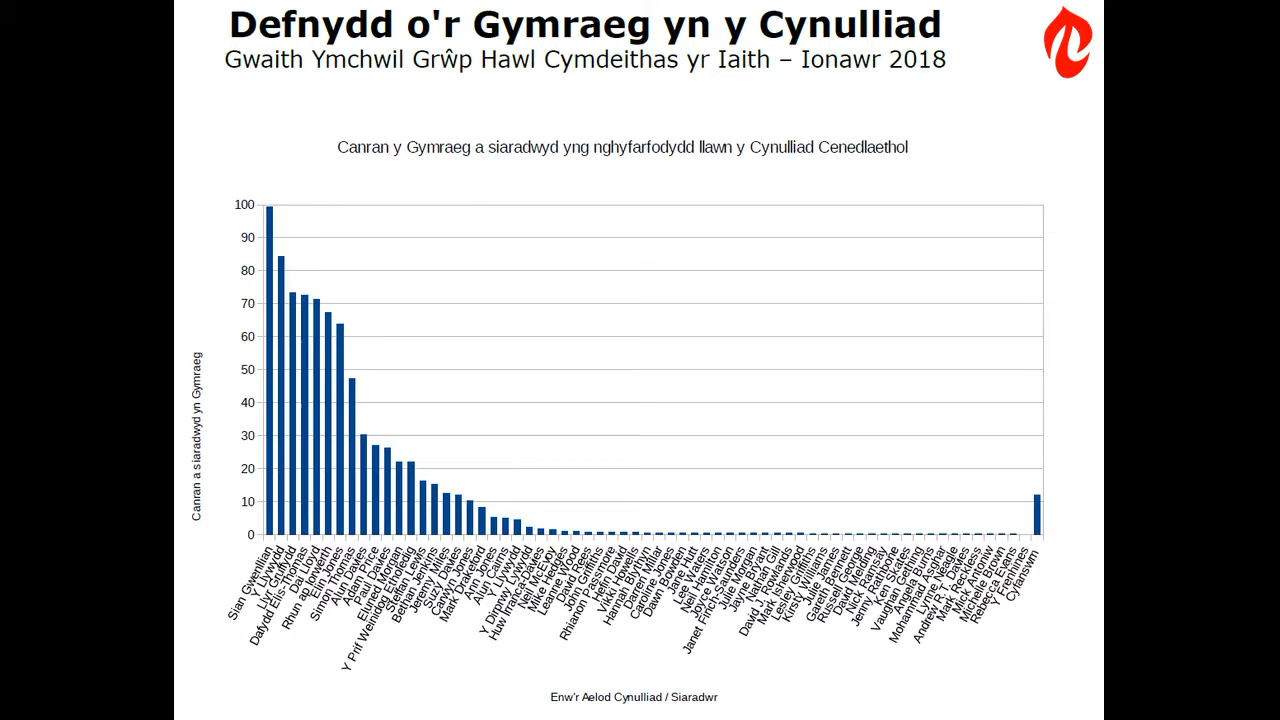 Defnydd o'r Gymraeg yn y Cynulliad
Gwaith Ymchwil Grŵp Hawl Cymdeithas yr Iaith – Ionawr 2018
Canran y Gymraeg a siaradwyd yng nghyfarfodydd llawn y Cynulliad Cenedlaethol
100
90
80
70
60
50
40
30
20
10
0
Canran a siaradwyd yn Gymraeg
Sian Gwenllian
Y Llywydd
Llyr Gruffydd
Dafydd Elis-Thomas
Dai Lloyd
Rhun ap Iorwerth
Elin Jones
Simon Thomas
Alun Davies
Adam Price
Paul Davies
Eluned Morgan
Y Prif Weinidog Etholedig
Steffan Lewis
Bethan Jenkins
Jeremy Miles
Suzy Davies
Carwyn Jones
Mark Drakeford
Ann Jones
Alun Cairns
Y Llywydd
Y Dirprwy Lywydd
Huw Irranca-Davies
Neil McEvoy
Mike Hedges
Leanne Wood
David Rees
John Griffiths
Rhianon Passmore
Hefin David
Vikki Howells
Hannah Blythyn
Darren Millar
Caroline Jones
Dawn Bowden
Jane Hutt
Lee Waters
Neil Hamilton
Joyce Watson
Janet Finch-Saunders
Julie Morgan
Jayne Bryant
Nathan Gill
David J. Rowlands
Mark Isherwood
Lesley Griffiths
Kirsty Williams
Julie James
Gareth Bennett
Russell George
David Melding
Nick Ramsay
Jenny Rathbone
Ken Skates
Vaughan Gething
Angela Burns
Mohammad Asghar
Lynne Neagle
Andrew R.T. Davies
Mark Reckless
Mick Antoniw
Michelle Brown
Rebecca Evans
Y Frenhines
Cyfanswm
Enw'r Aelod Cynulliad / Siaradwr